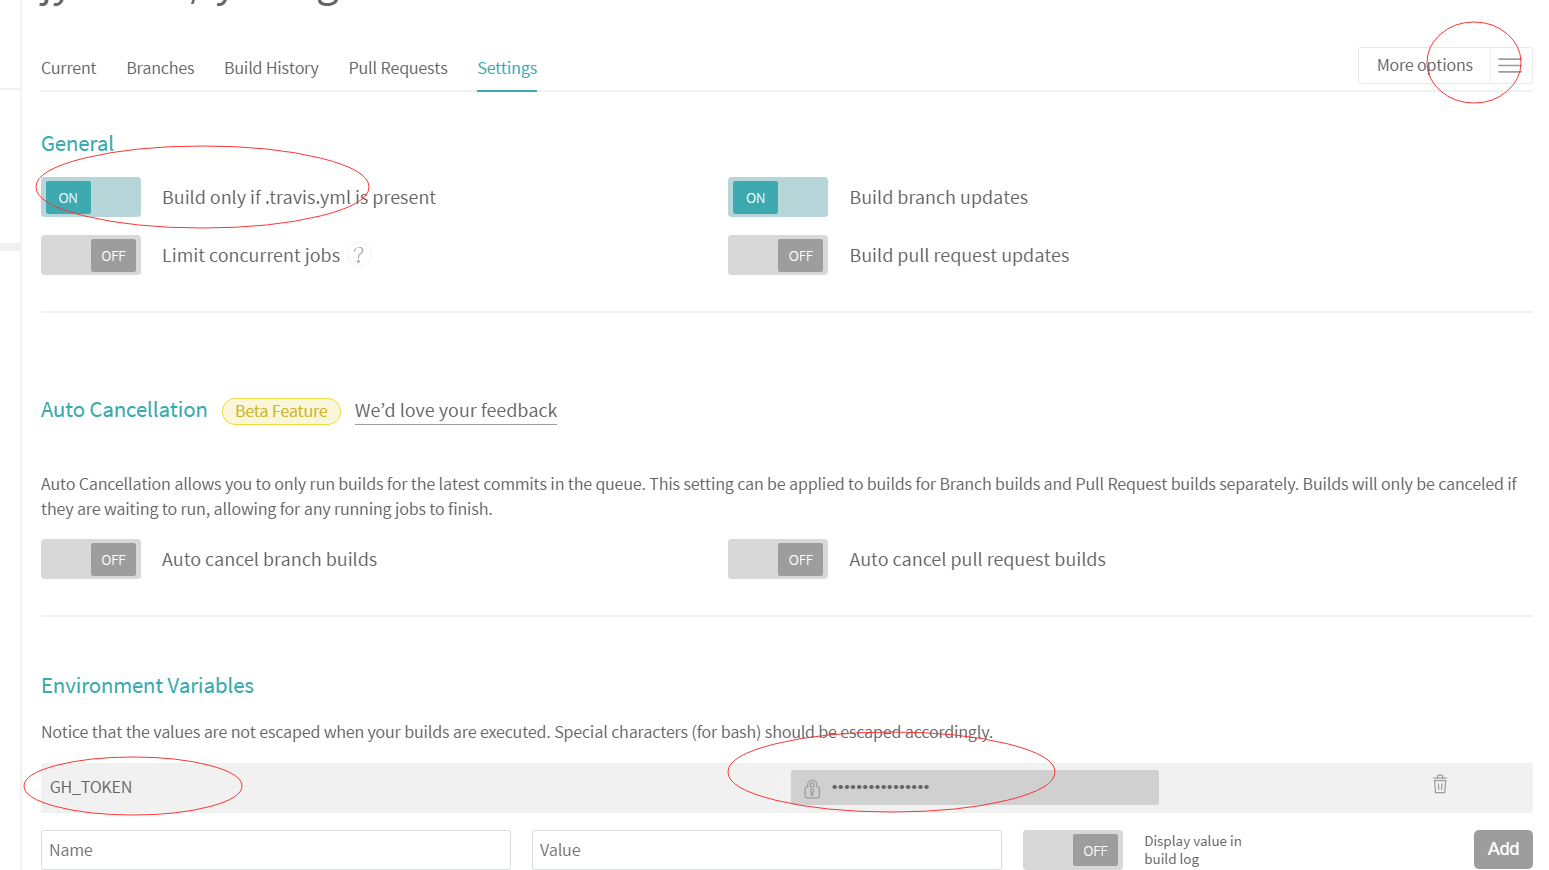 Current Branches Build History Pull Requests Settings More options
General
ON Build only if .travis.yml is present ON Build branch updates
OFF Limit concurrent jobs ? OFF Build pull request updates
Auto Cancellation Beta Feature We’d love your feedback
Auto Cancellation allows you to only run builds for the latest commits in the queue. This setting can be applied to builds for Branch builds and Pull Request builds separately. Builds will only be canceled if
they are waiting to run, allowing for any running jobs to finish.
OFF Auto cancel branch builds OFF Auto cancel pull request builds
Environment Variables
Notice that the values are not escaped when your builds are executed. Special characters (for bash) should be escaped accordingly.
GH_TOKEN ••••••••••••••••
Name Value OFF Display value in
build log Add